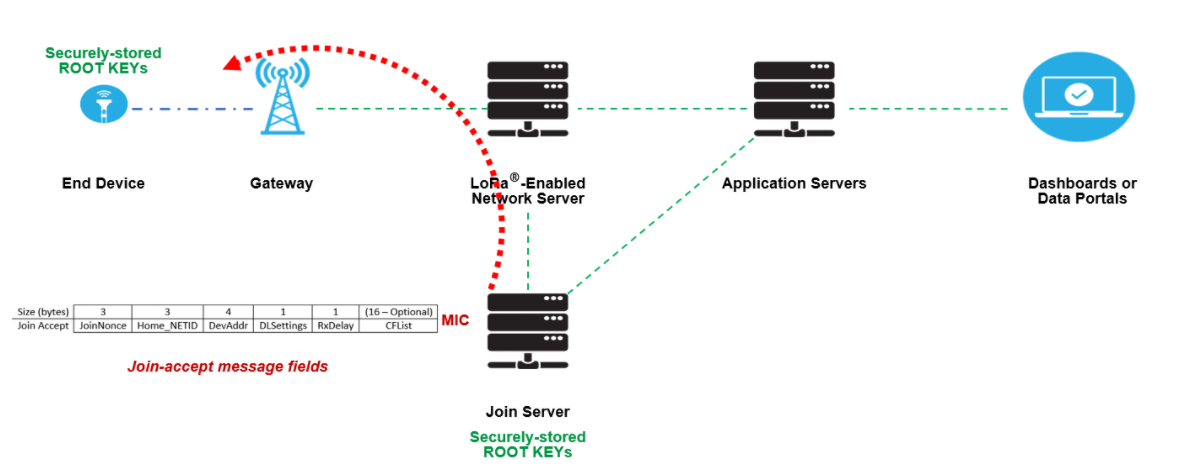 Securely-stored
ROOT KEYs
End Device
Gateway
LoRa®-Enabled
Network Server
Application Servers
Dashboards or
Data Portals
Size (bytes) 3 3 4 1 1 (16 – Optional)
Join Accept JoinNonce Home_NETID DevAddr DLSettings RxDelay CFList
MIC
Join-accept message fields
Join Server
Securely-stored
ROOT KEYs